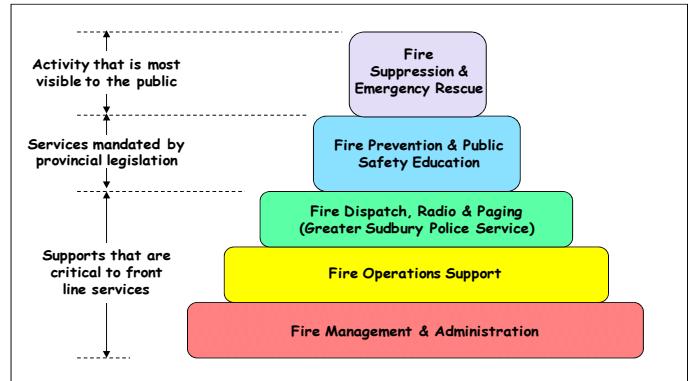 Activity that is most
visible to the public
Fire
Suppression &
Emergency Rescue
Services mandated by
provincial legislation
Fire Prevention & Public
Safety Education
Supports that are
critical to front
line services
Fire Dispatch, Radio & Paging
(Greater Sudbury Police Service)
Fire Operations Support
Fire Management & Administration